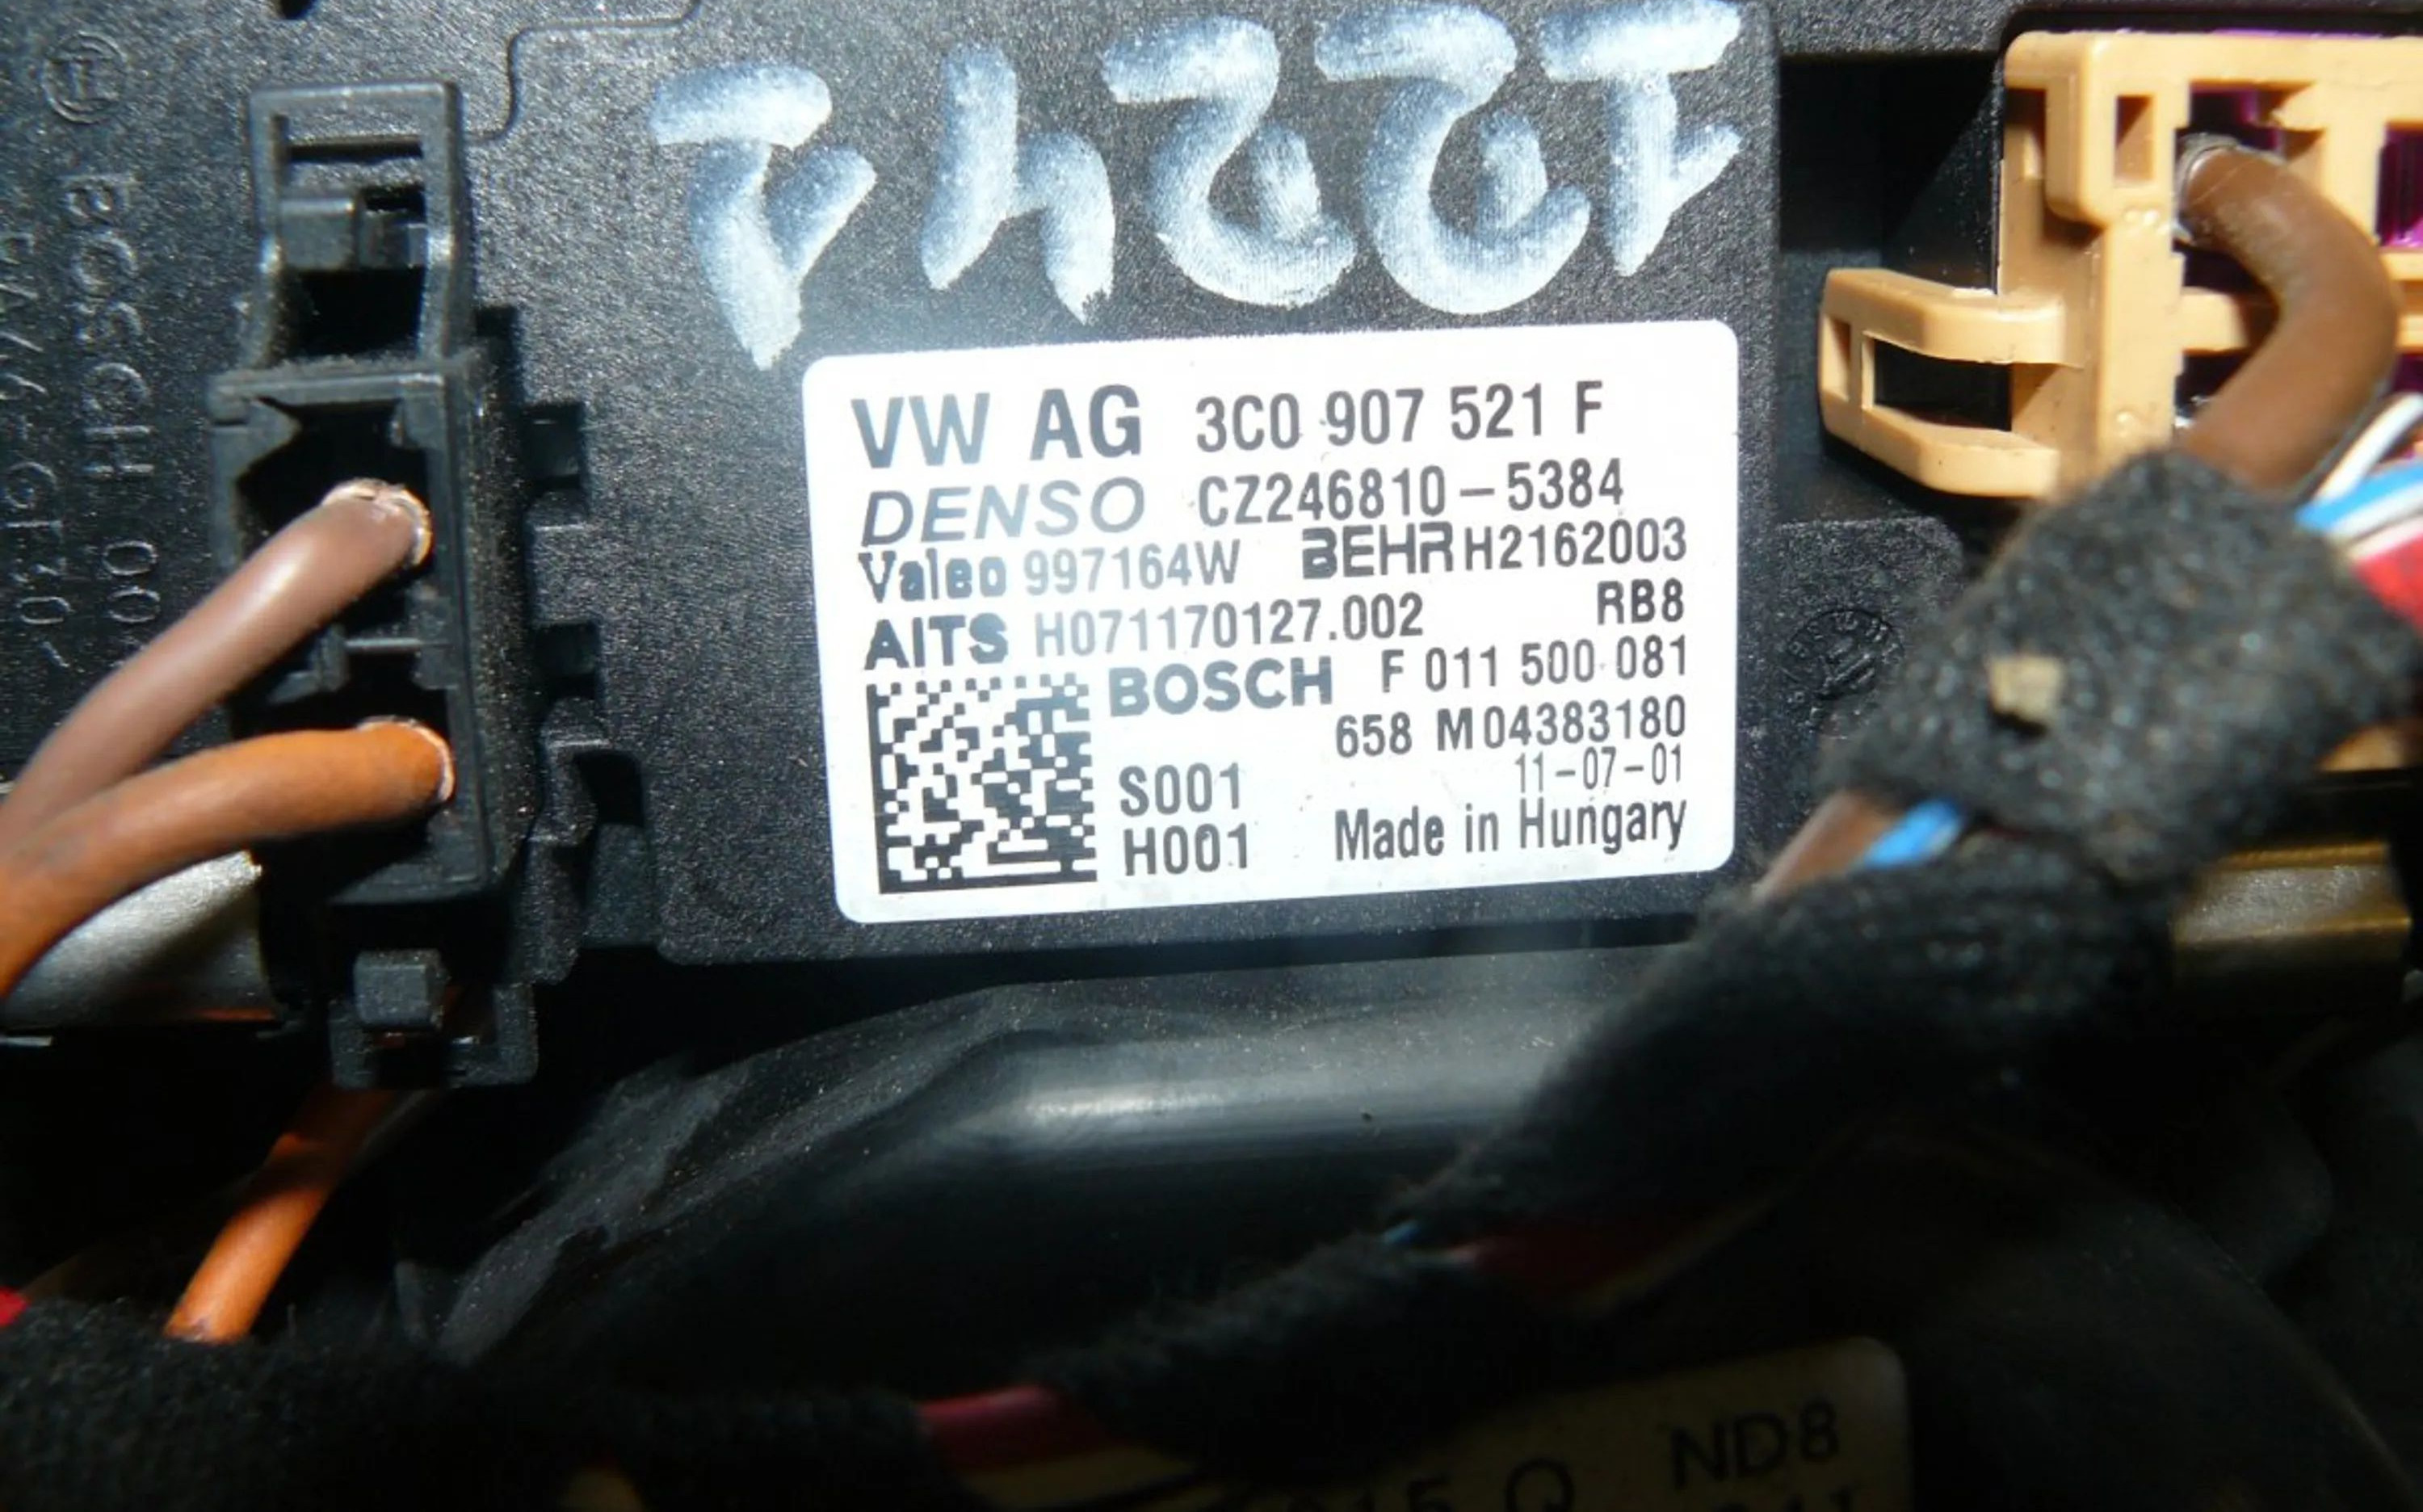 VW AG 3C0 907 521 F
DENSO CZ246810-5384
Valeo 997164W BEHR H2162003
AITS H071170127.002 RB8
BOSCH F 011 500 081
658 M04383180
S001 11-07-01
H001 Made in Hungary
BOSCH 00
Q ND8